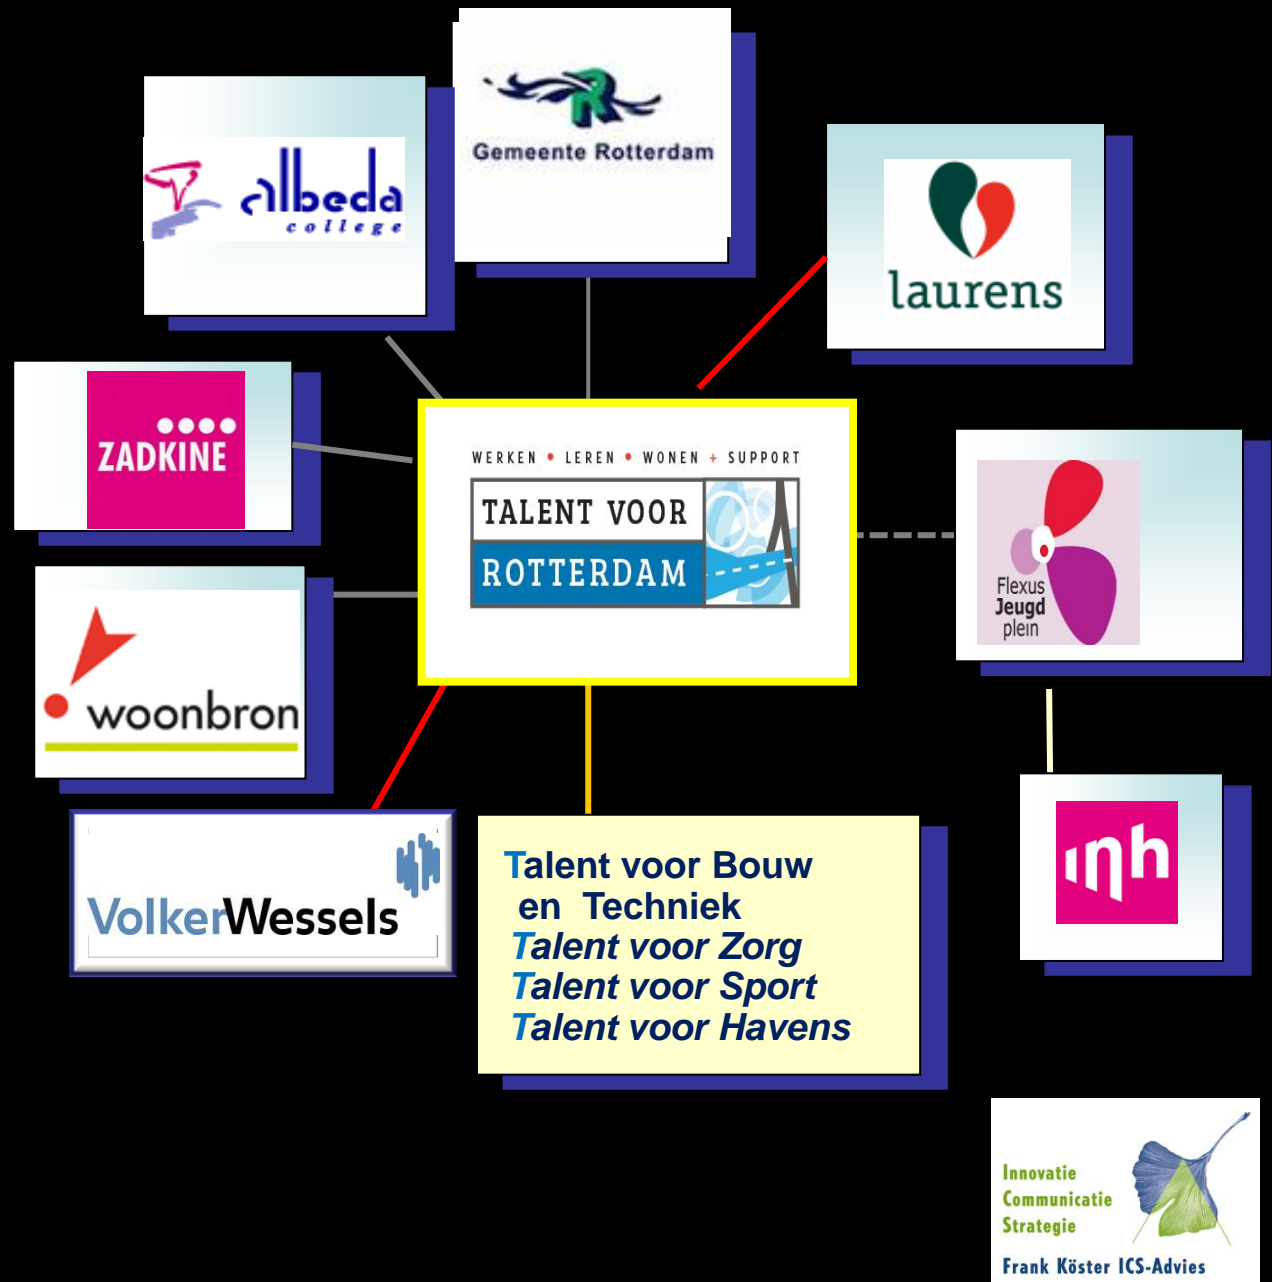 Gemeente Rotterdam
albeda
college
laurens
ZADKINE
WERKEN • LEREN • WONEN + SUPPORT
TALENT VOOR
ROTTERDAM
Flexus
Jeugd
plein
woonbron
VolkerWessels
Talent voor Bouw
en Techniek
Talent voor Zorg
Talent voor Sport
Talent voor Havens
inh
Innovatie
Communicatie
Strategie
Frank Köster ICS-Advies